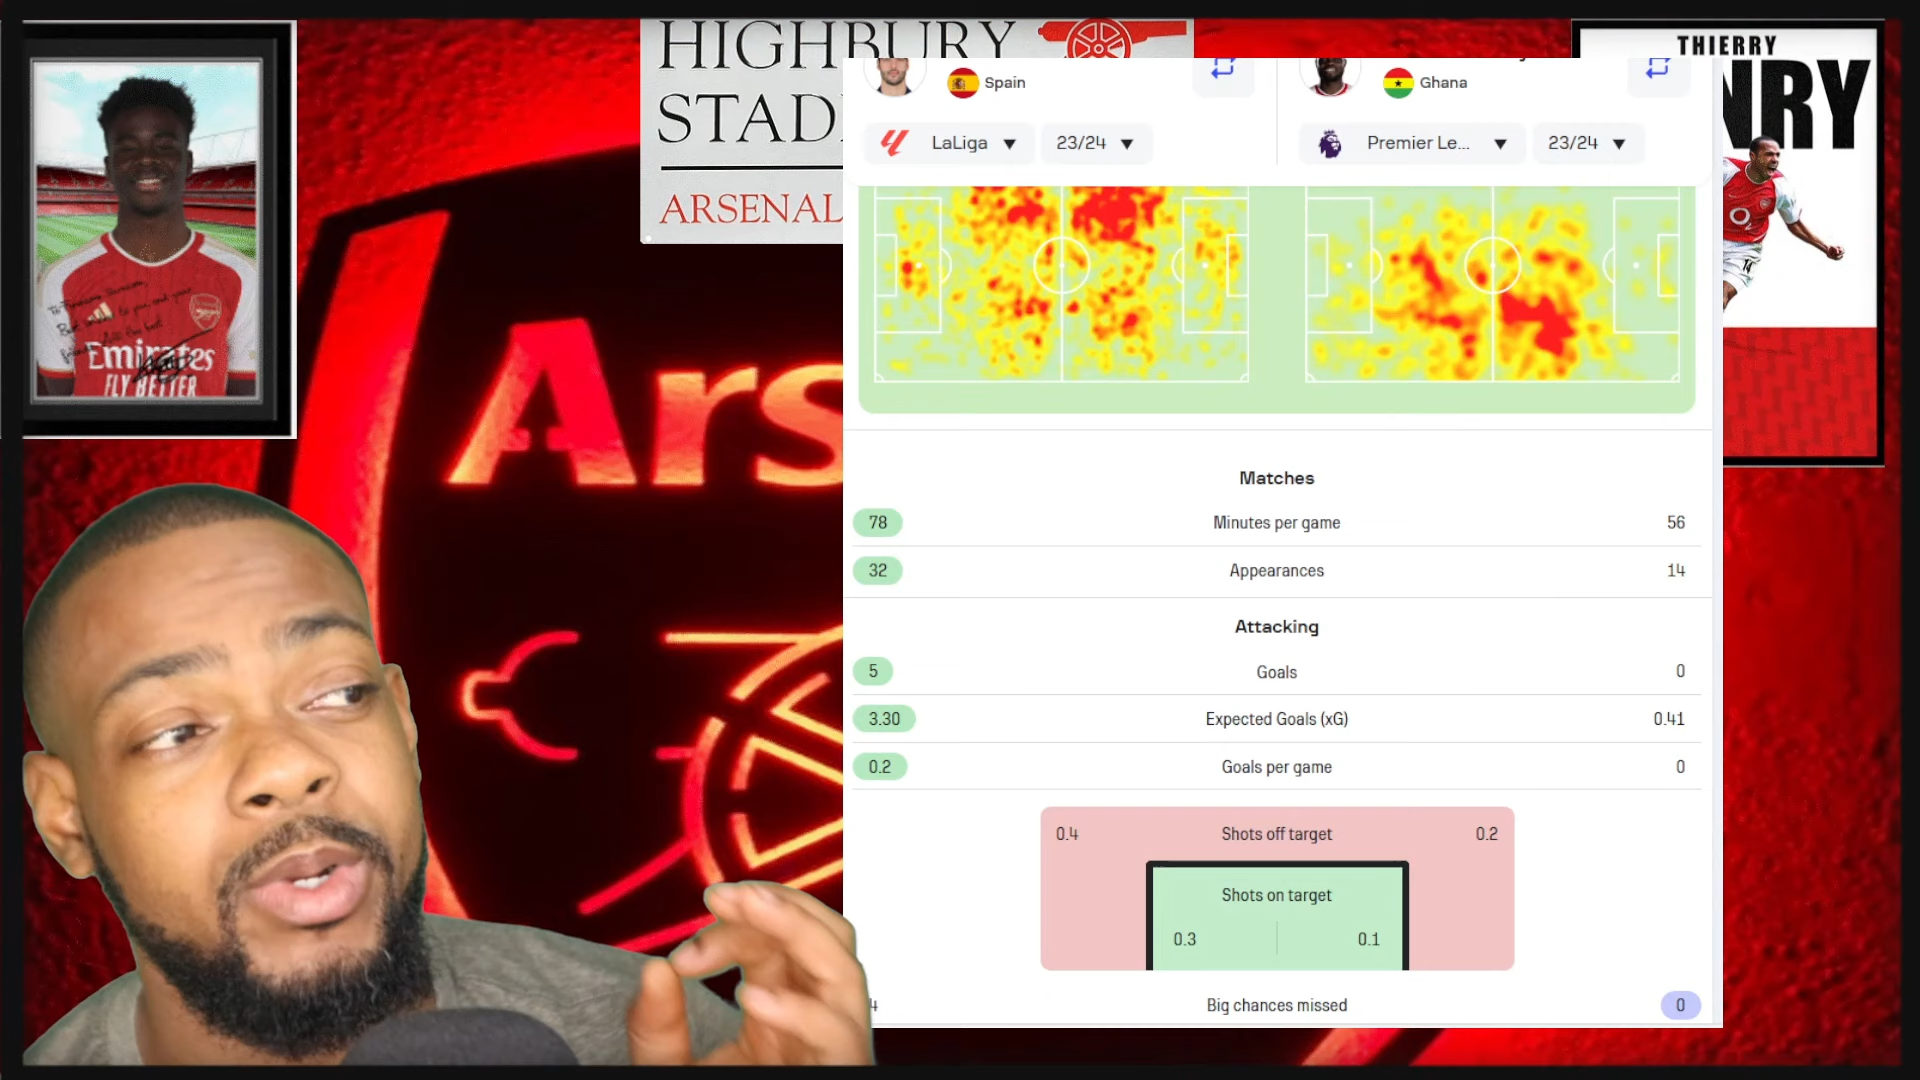 HIGHBURY
STAD
ARSENAL
THIERRY
NRY
Ars
Emirates
FLY BETTER
14
Spain
Ghana
LaLiga ▼ 23/24 ▼
Premier Le... ▼ 23/24 ▼
Matches
78 Minutes per game 56
32 Appearances 14
Attacking
5 Goals 0
3.30 Expected Goals (xG) 0.41
0.2 Goals per game 0
0.4 Shots off target 0.2
Shots on target
0.3 0.1
4 Big chances missed 0